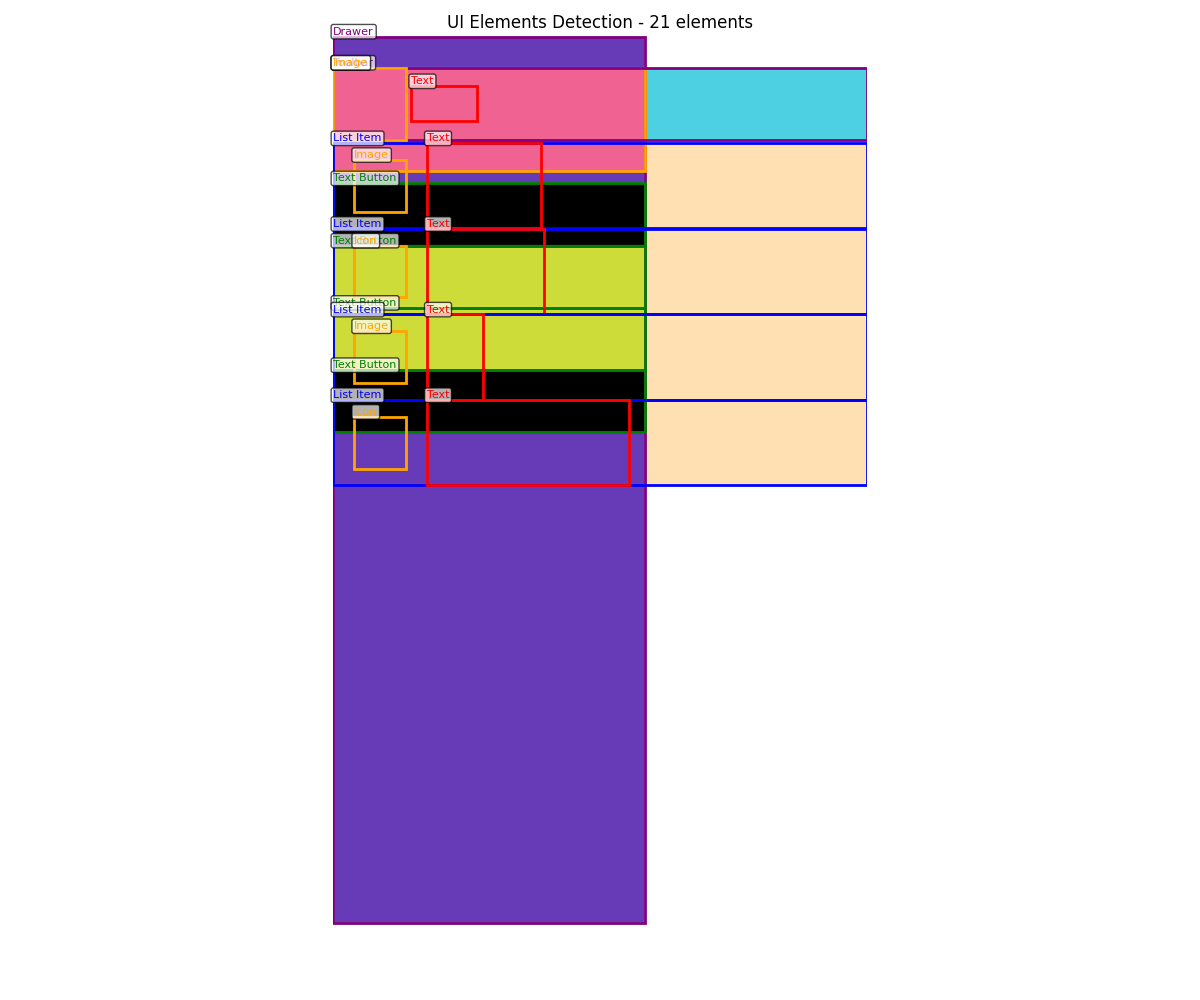 UI Elements Detection - 21 elements
Drawer
Image
Text
List Item
Text
Image
Text Button
List Item
Text
Text Button
Icon
Text Button
List Item
Text
Image
Text Button
List Item
Text
Icon